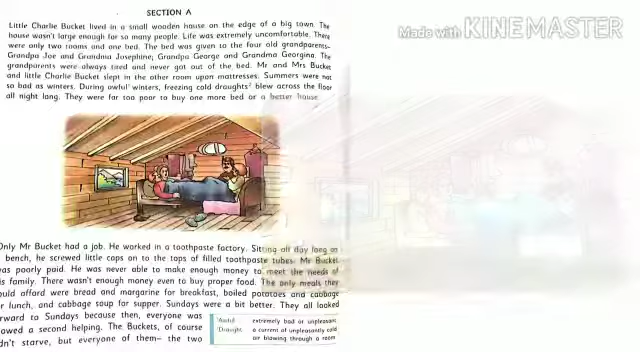 SECTION A
Made with KINEMASTER
Little Charlie Bucket lived in a small wooden house on the edge of a big town. The
house wasn't large enough for so many people. Life was extremely uncomfortable. There
were only two rooms and one bed. The bed was given to the four old grandparents-
Grandpa Joe and Grandma Josephine; Grandpa George and Grandma Georgina. The
grandparents were always tired and never got out of the bed. Mr and Mrs Bucket
and little Charlie Bucket slept in the other room upon mattresses. Summers were not
so bad as winters. During awful¹ winters, freezing cold draughts² blew across the floor
all night long. They were far too poor to buy one more bed or a better house.
Only Mr Bucket had a job. He worked in a toothpaste factory. Sitting all day long on
bench, he screwed little caps on to the tops of filled toothpaste tubes. Mr Bucket
was poorly paid. He was never able to make enough money to meet the needs of
is family. There wasn't enough money even to buy proper food. The only meals they
ould afford were bread and margarine for breakfast, boiled potatoes and cabbage
r lunch, and cabbage soup for supper. Sundays were a bit better. They all looked
rward to Sundays because then, everyone was
owed a second helping. The Buckets, of course
dn't starve, but everyone of them– the two
¹Awful extremely bad or unpleasant
²Draught a current of unpleasantly cold
air blowing through a room